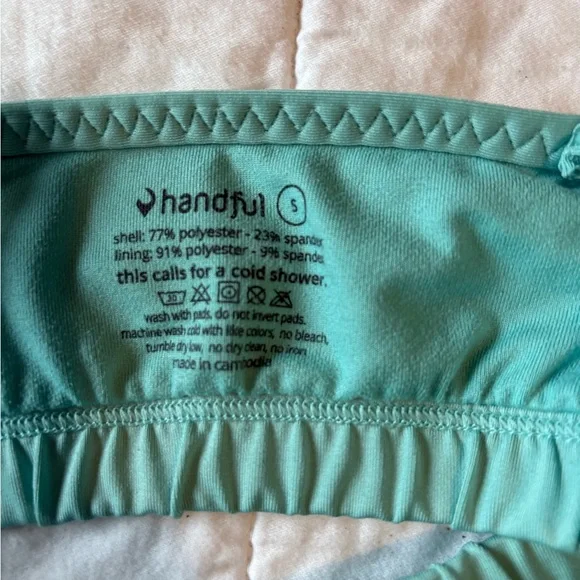 handful S
shell: 77% polyester - 23% spandex
lining: 91% polyester - 9% spandex
this calls for a cold shower.
30
wash with pads, do not invert pads.
machine wash cold with like colors, no bleach,
tumble dry low, no dry clean, no iron
made in cambodia